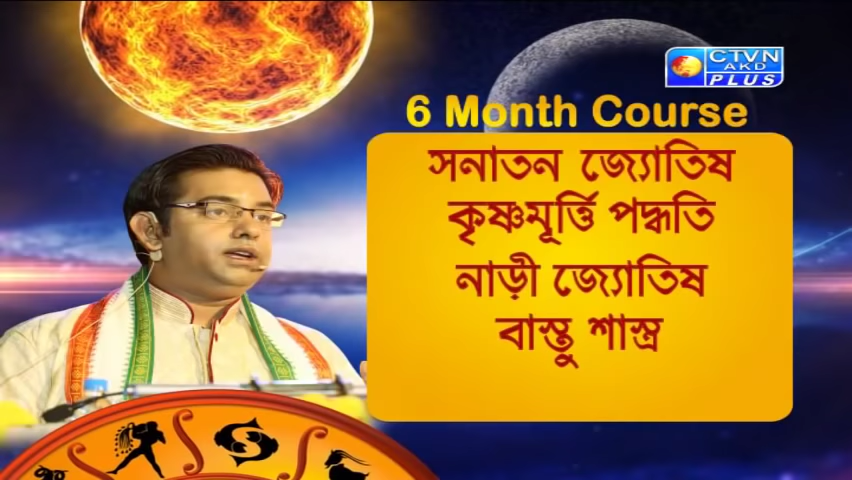 CTVN
AKD
PLUS
6 Month Course
সনাতন জ্যোতিষ
কৃষ্ণমূর্ত্তি পদ্ধতি
নাড়ী জ্যোতিষ
বাস্তু শাস্ত্র